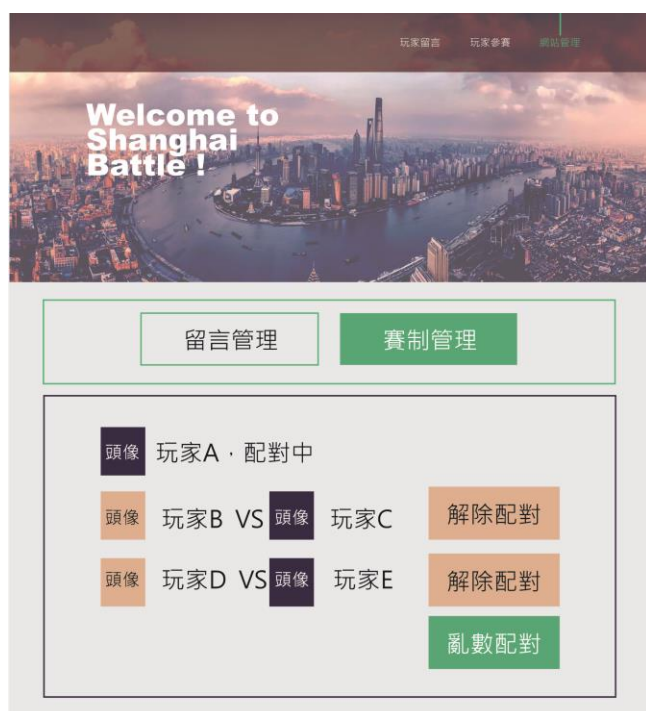 玩家留言 玩家參賽 網站管理
Welcome to
Shanghai
Battle !
留言管理 賽制管理
頭像 玩家A，配對中
頭像 玩家B VS 頭像 玩家C 解除配對
頭像 玩家D VS 頭像 玩家E 解除配對
亂數配對